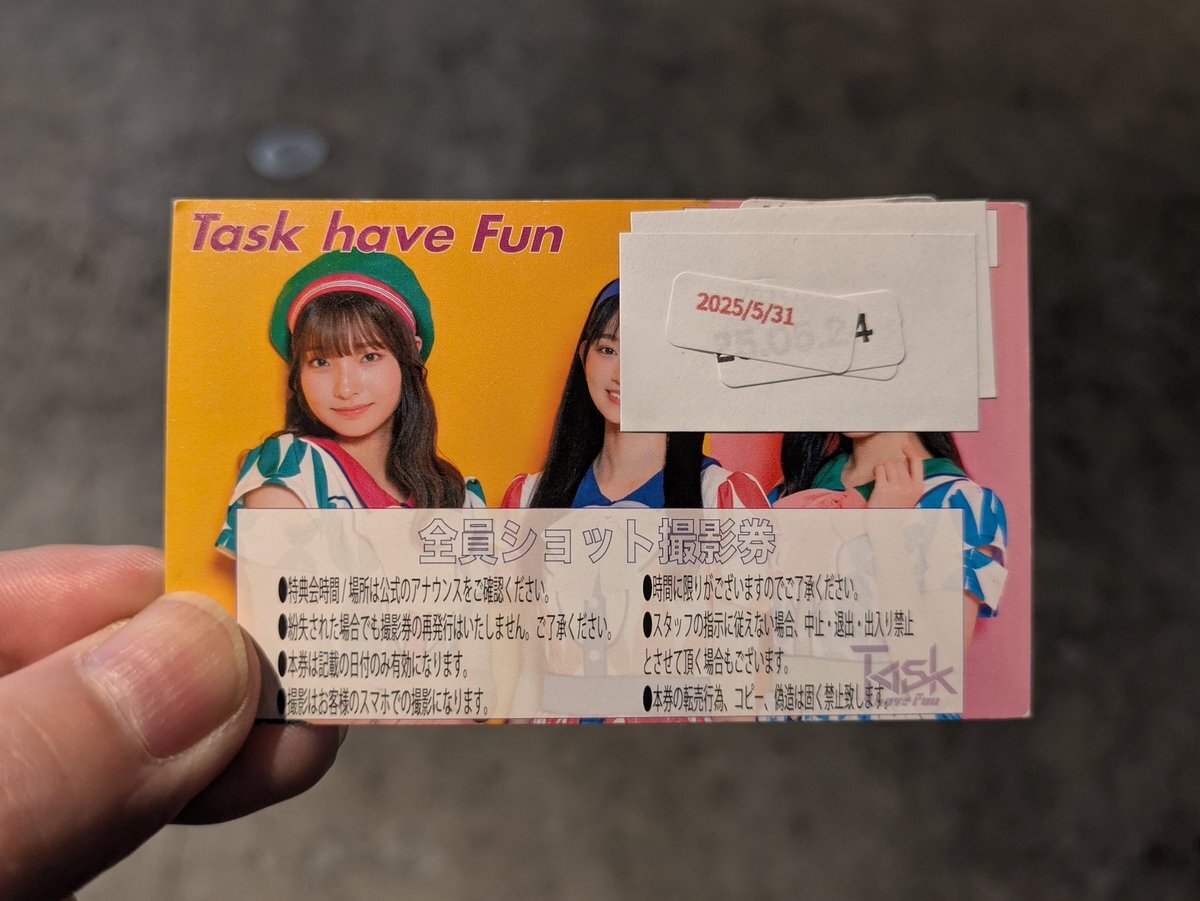 Task have Fun
2025/5/31
4
全員ショット撮影券
●特典会時間 / 場所は公式のアナウンスをご確認ください。
●紛失された場合でも撮影券の再発行はいたしません。ご了承ください。
●本券は記載の日付のみ有効になります。
●撮影はお客様のスマホでの撮影になります。
●時間に限りがございますのでご了承ください。
●スタッフの指示に従えない場合、中止・退出・出入り禁止
とさせて頂く場合もございます。
●本券の転売行為、コピー、偽造は固く禁止致します。
Task
have Fun